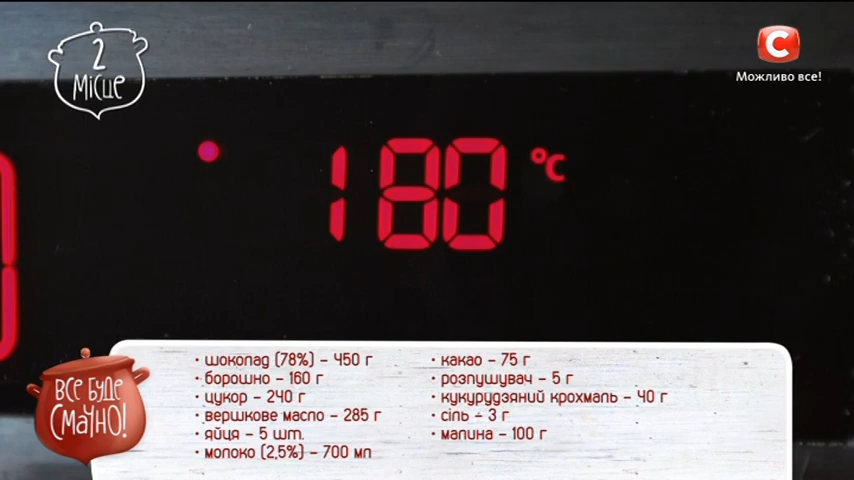 2
місце
Можливо все!
180 °C
ВСЕ БУДЕ
СМАЧНО!
• шоколад (78%) – 450 г
• борошно – 160 г
• цукор – 240 г
• вершкове масло – 285 г
• яйця – 5 шт.
• молоко (2,5%) – 700 мл
• какао – 75 г
• розпушувач – 5 г
• кукурудзяний крохмаль – 40 г
• сіль – 3 г
• малина – 100 г